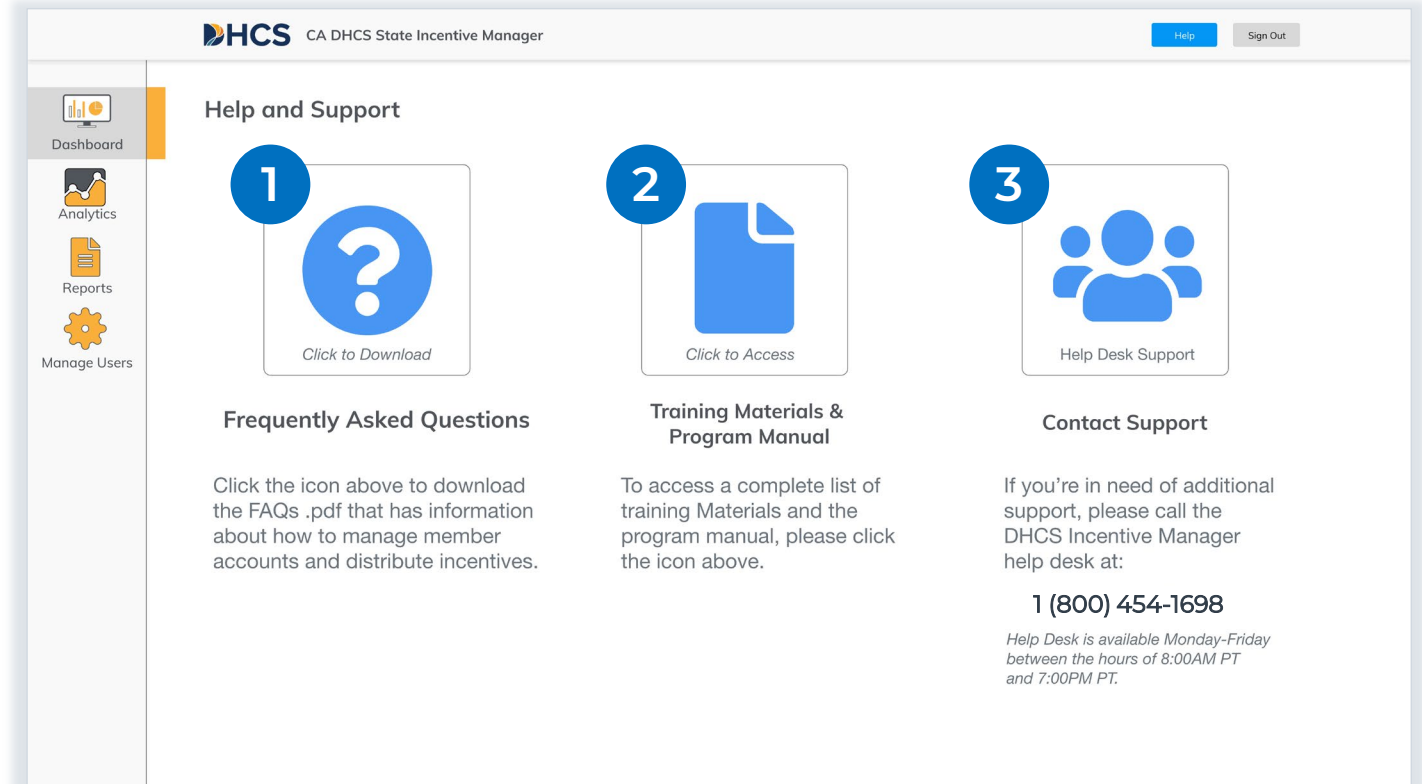 DHCS CA DHCS State Incentive Manager
Help
Sign Out
Dashboard
Analytics
Reports
Manage Users
Help and Support
1
Click to Download
Frequently Asked Questions
Click the icon above to download
the FAQs .pdf that has information
about how to manage member
accounts and distribute incentives.
2
Click to Access
Training Materials &
Program Manual
To access a complete list of
training Materials and the
program manual, please click
the icon above.
3
Help Desk Support
Contact Support
If you’re in need of additional
support, please call the
DHCS Incentive Manager
help desk at:
1 (800) 454-1698
Help Desk is available Monday-Friday
between the hours of 8:00AM PT
and 7:00PM PT.